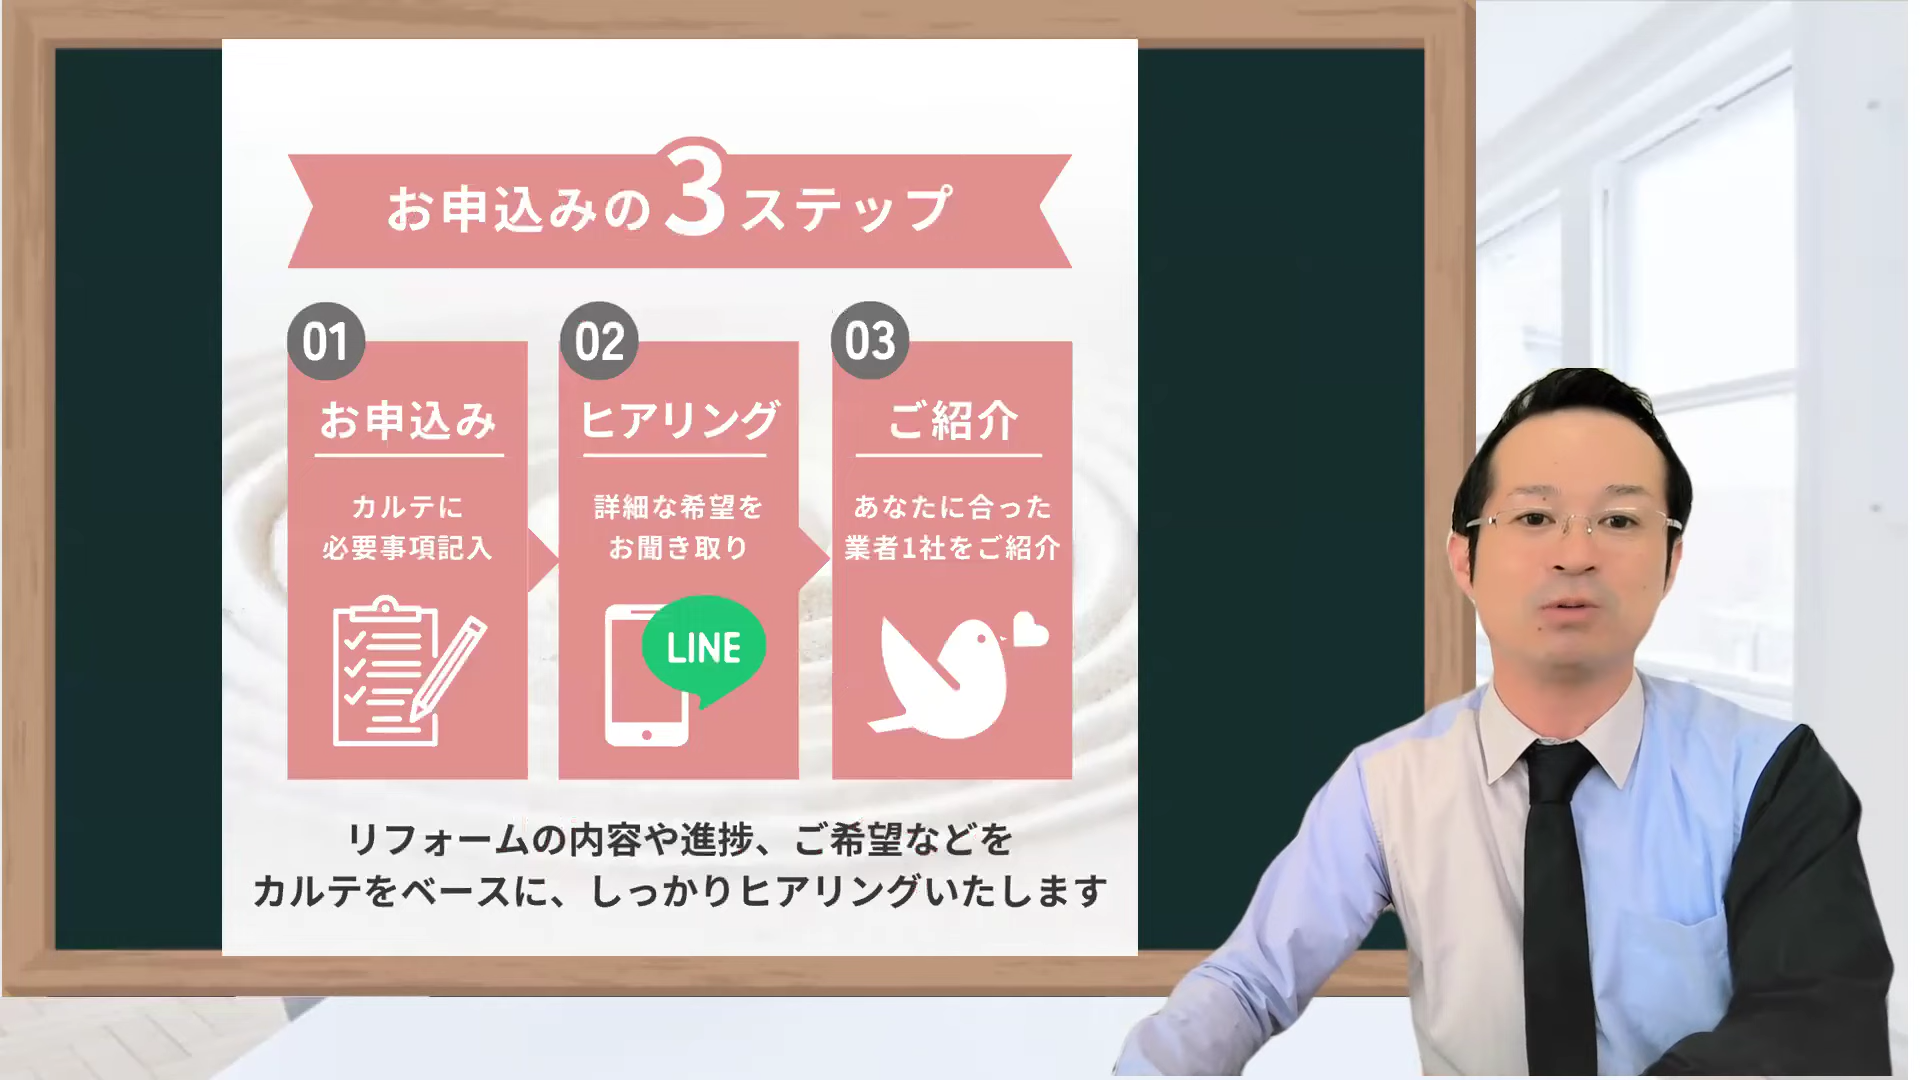 お申込みの3ステップ
01
お申込み
カルテに
必要事項記入
02
ヒアリング
詳細な希望を
お聞き取り
LINE
03
ご紹介
あなたに合った
業者1社をご紹介
リフォームの内容や進捗、ご希望などを
カルテをベースに、しっかりヒアリングいたします